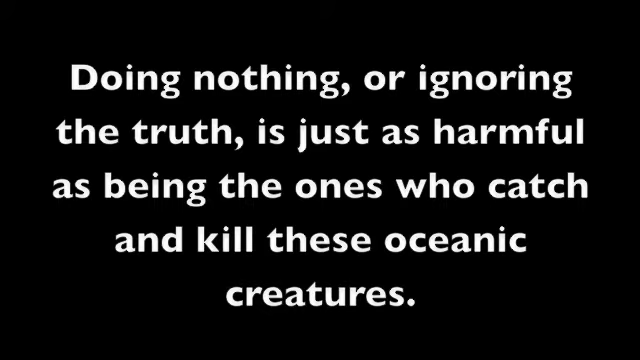 Doing nothing, or ignoring
the truth, is just as harmful
as being the ones who catch
and kill these oceanic
creatures.